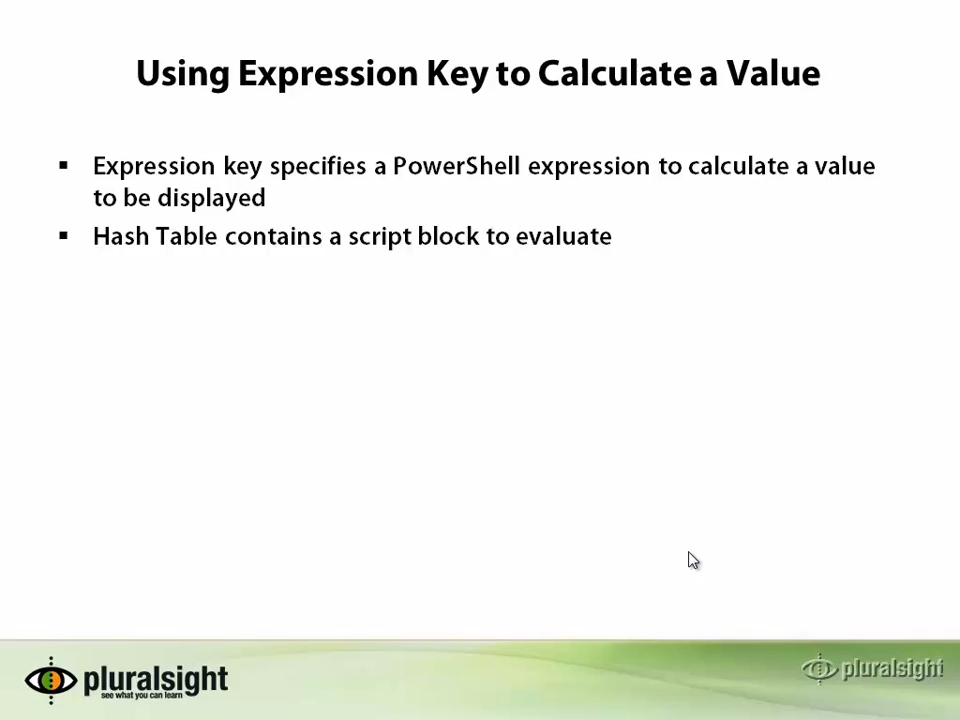 Using Expression Key to Calculate a Value
▪ Expression key specifies a PowerShell expression to calculate a value
to be displayed
▪ Hash Table contains a script block to evaluate
pluralsight
see what you can learn
pluralsight